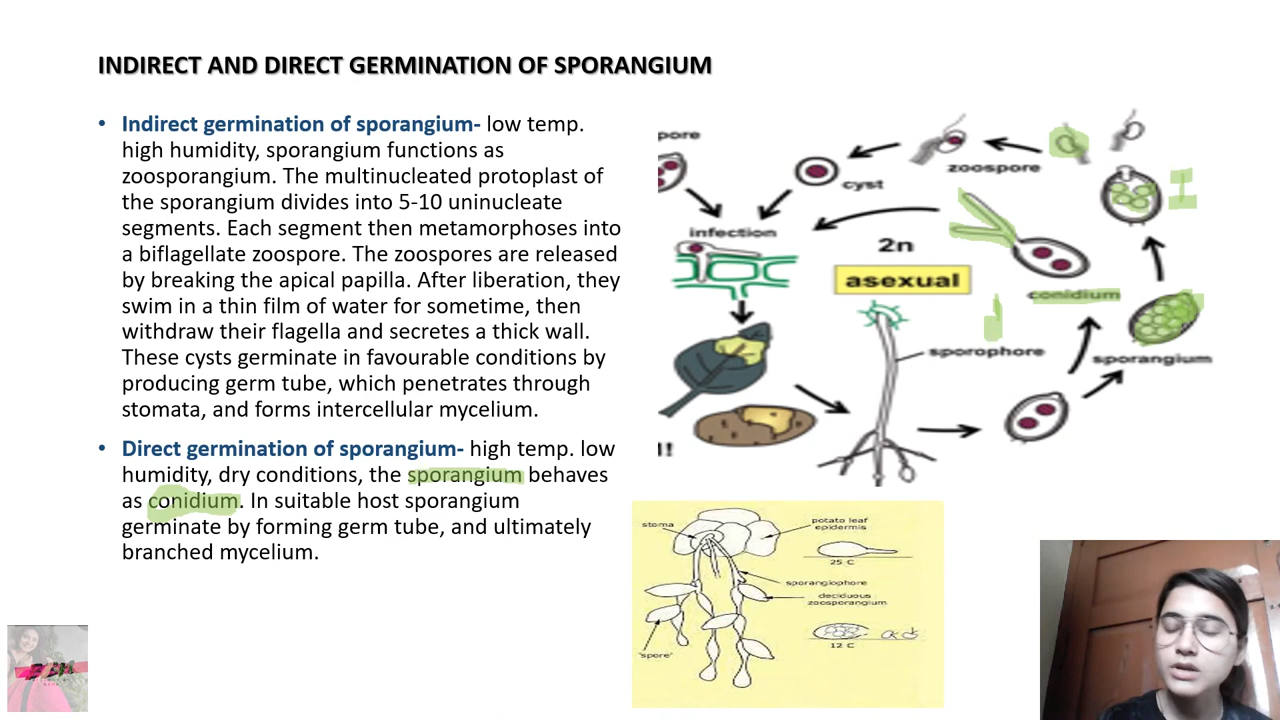 INDIRECT AND DIRECT GERMINATION OF SPORANGIUM
• Indirect germination of sporangium- low temp.
high humidity, sporangium functions as
zoosporangium. The multinucleated protoplast of
the sporangium divides into 5-10 uninucleate
segments. Each segment then metamorphoses into
a biflagellate zoospore. The zoospores are released
by breaking the apical papilla. After liberation, they
swim in a thin film of water for sometime, then
withdraw their flagella and secretes a thick wall.
These cysts germinate in favourable conditions by
producing germ tube, which penetrates through
stomata, and forms intercellular mycelium.
• Direct germination of sporangium- high temp. low
humidity, dry conditions, the sporangium behaves
as conidium. In suitable host sporangium
germinate by forming germ tube, and ultimately
branched mycelium.
pore
zoospore
cyst
infection
2n
asexual
conidium
sporophore
sporangium
stoma
potato leaf
epidermis
25 C
sporangiophore
deciduous
zoosporangium
12 C
'spore'